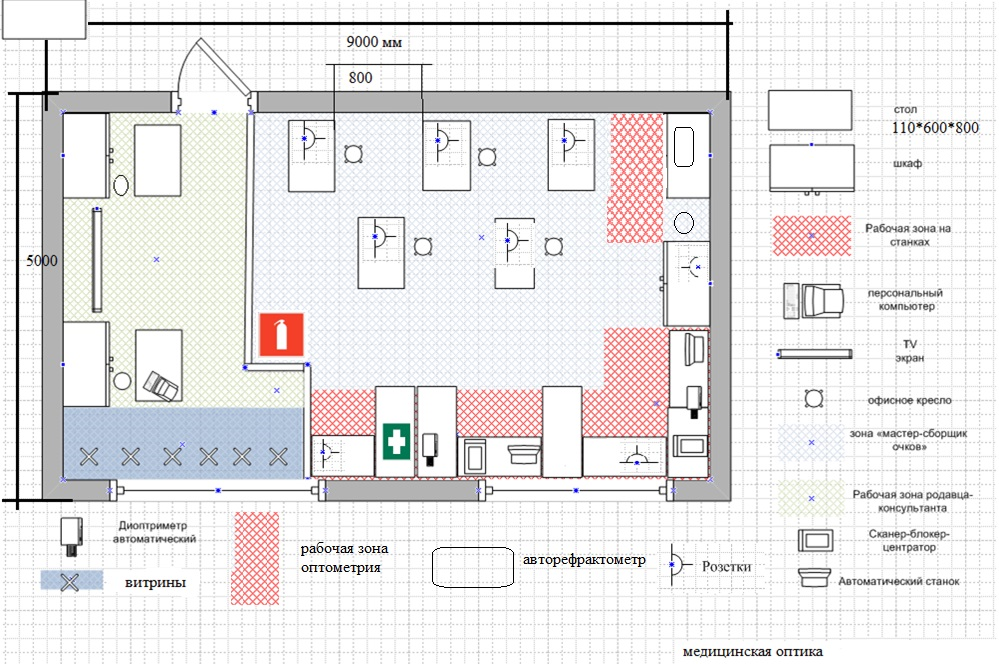 9000 мм
800
5000
стол
110*600*800
шкаф
Рабочая зона на
станках
персональный
компьютер
TV
экран
офисное кресло
зона «мастер-сборщик
очков»
Рабочая зона родавца-
консультанта
Сканер-блокер-
центратор
Автоматический станок
Диоптриметр
автоматический
витрины
рабочая зона
оптометрия
авторефрактометр
Розетки
медицинская оптика